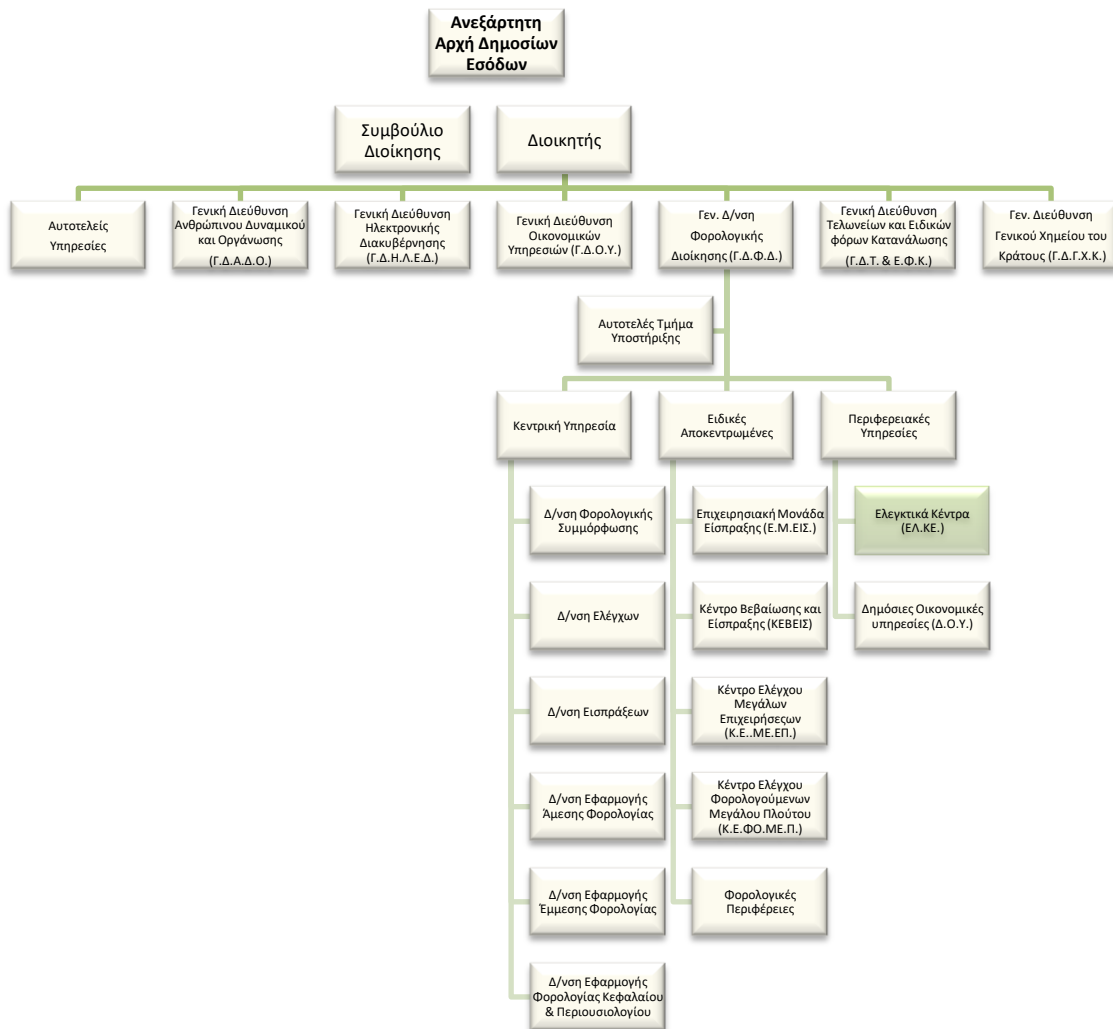 Ανεξάρτητη
Αρχή Δημοσίων
Εσόδων
Συμβούλιο
Διοίκησης
Διοικητής
Αυτοτελείς
Υπηρεσίες
Γενική Διεύθυνση
Ανθρώπινου Δυναμικού
και Οργάνωσης
(Γ.Δ.Α.Δ.Ο.)
Γενική Διεύθυνση
Ηλεκτρονικής
Διακυβέρνησης
(Γ.Δ.Η.Λ.Ε.Δ.)
Γενική Διεύθυνση
Οικονομικών
Υπηρεσιών (Γ.Δ.Ο.Υ.)
Γεν. Δ/νση
Φορολογικής
Διοίκησης (Γ.Δ.Φ.Δ.)
Γενική Διεύθυνση
Τελωνείων και Ειδικών
φόρων Κατανάλωσης
(Γ.Δ.Τ. & Ε.Φ.Κ.)
Γεν. Διεύθυνση
Γενικού Χημείου του
Κράτους (Γ.Δ.Γ.Χ.Κ.)
Αυτοτελές Τμήμα
Υποστήριξης
Κεντρική Υπηρεσία
Ειδικές
Αποκεντρωμένες
Περιφερειακές
Υπηρεσίες
Δ/νση Φορολογικής
Συμμόρφωσης
Επιχειρησιακή Μονάδα
Είσπραξης (Ε.Μ.ΕΙΣ.)
Ελεγκτικά Κέντρα
(ΕΛ.ΚΕ.)
Δ/νση Ελέγχων
Κέντρο Βεβαίωσης και
Είσπραξης (ΚΕΒΕΙΣ)
Δημόσιες Οικονομικές
υπηρεσίες (Δ.Ο.Υ.)
Δ/νση Εισπράξεων
Κέντρο Ελέγχου
Μεγάλων
Επιχειρήσεςων
(Κ.Ε..ΜΕ.ΕΠ.)
Δ/νση Εφαρμογής
Άμεσης Φορολογίας
Κέντρο Ελέγχου
Φορολογούμενων
Μεγάλου Πλούτου
(Κ.Ε.ΦΟ.ΜΕ.Π.)
Δ/νση Εφαρμογής
Έμμεσης Φορολογίας
Φορολογικές
Περιφέρειες
Δ/νση Εφαρμογής
Φορολογίας Κεφαλαίου
& Περιουσιολογίου